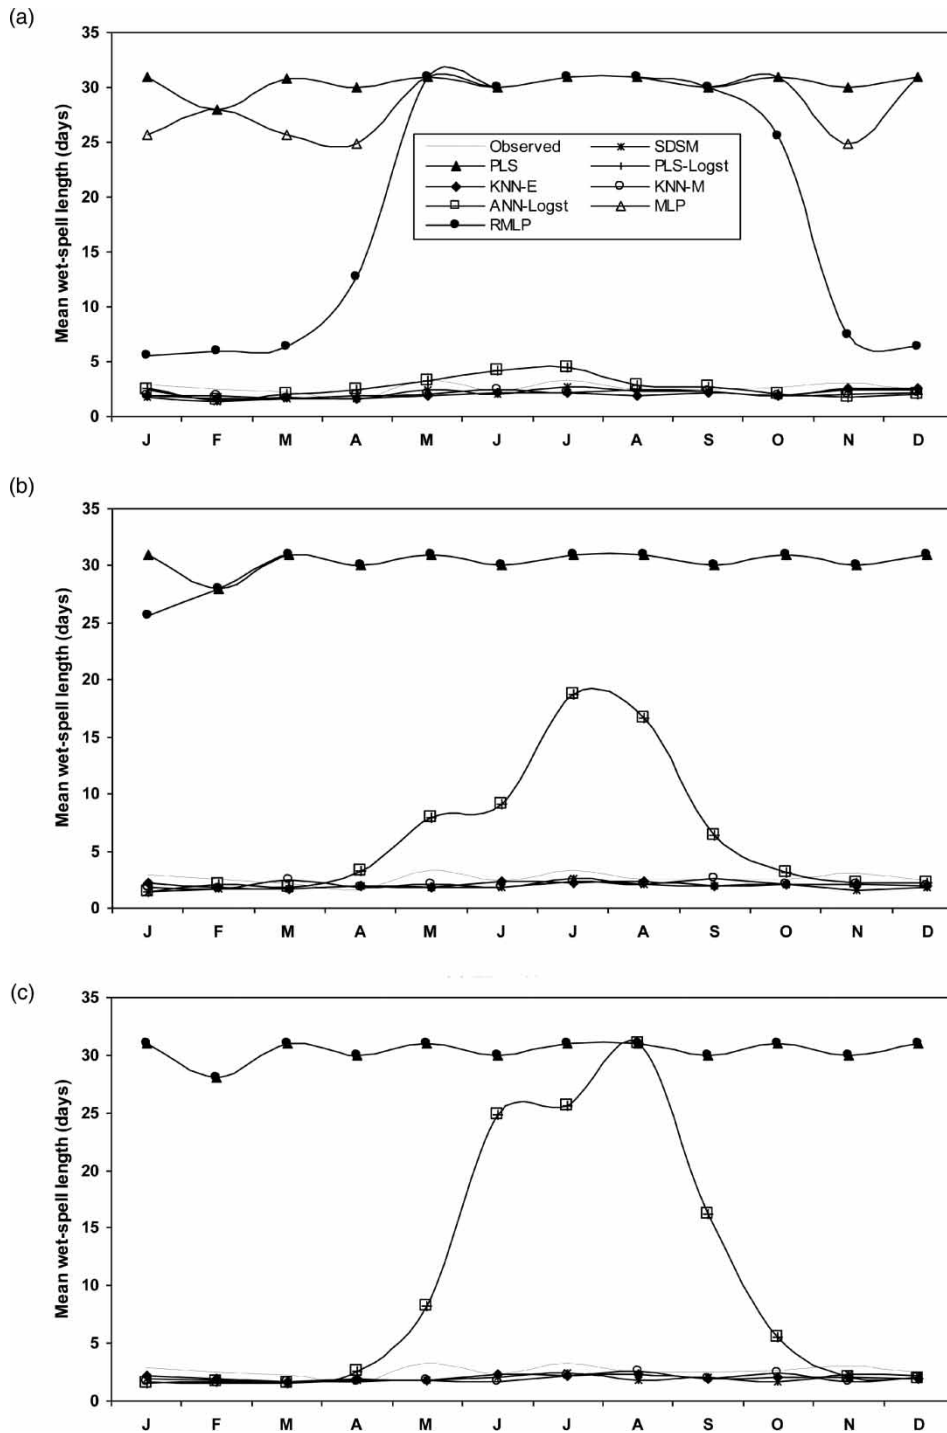 (a)
35
30
25
20
15
10
5
0
Mean wet-spell length (days)
Observed SDSM
PLS PLS-Logst
KNN-E KNN-M
ANN-Logst MLP
RMLP
J F M A M J J A S O N D
(b)
35
30
25
20
15
10
5
0
Mean wet-spell length (days)
J F M A M J J A S O N D
(c)
35
30
25
20
15
10
5
0
Mean wet-spell length (days)
J F M A M J J A S O N D